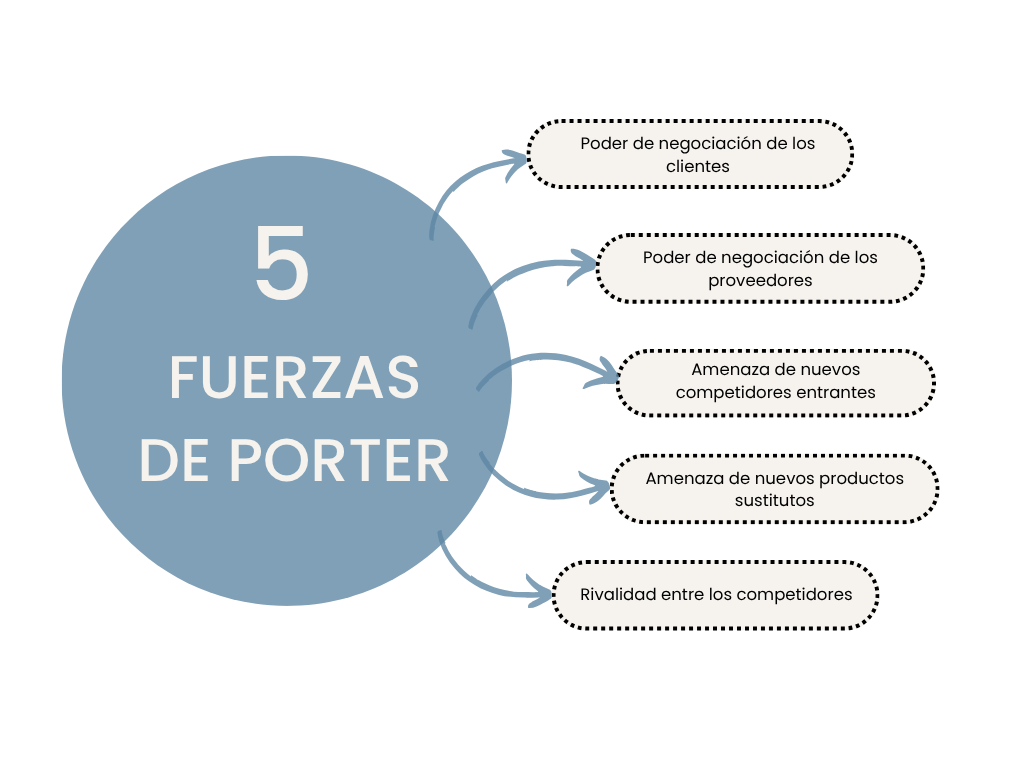 5
FUERZAS
DE PORTER
Poder de negociación de los
clientes
Poder de negociación de los
proveedores
Amenaza de nuevos
competidores entrantes
Amenaza de nuevos productos
sustitutos
Rivalidad entre los competidores